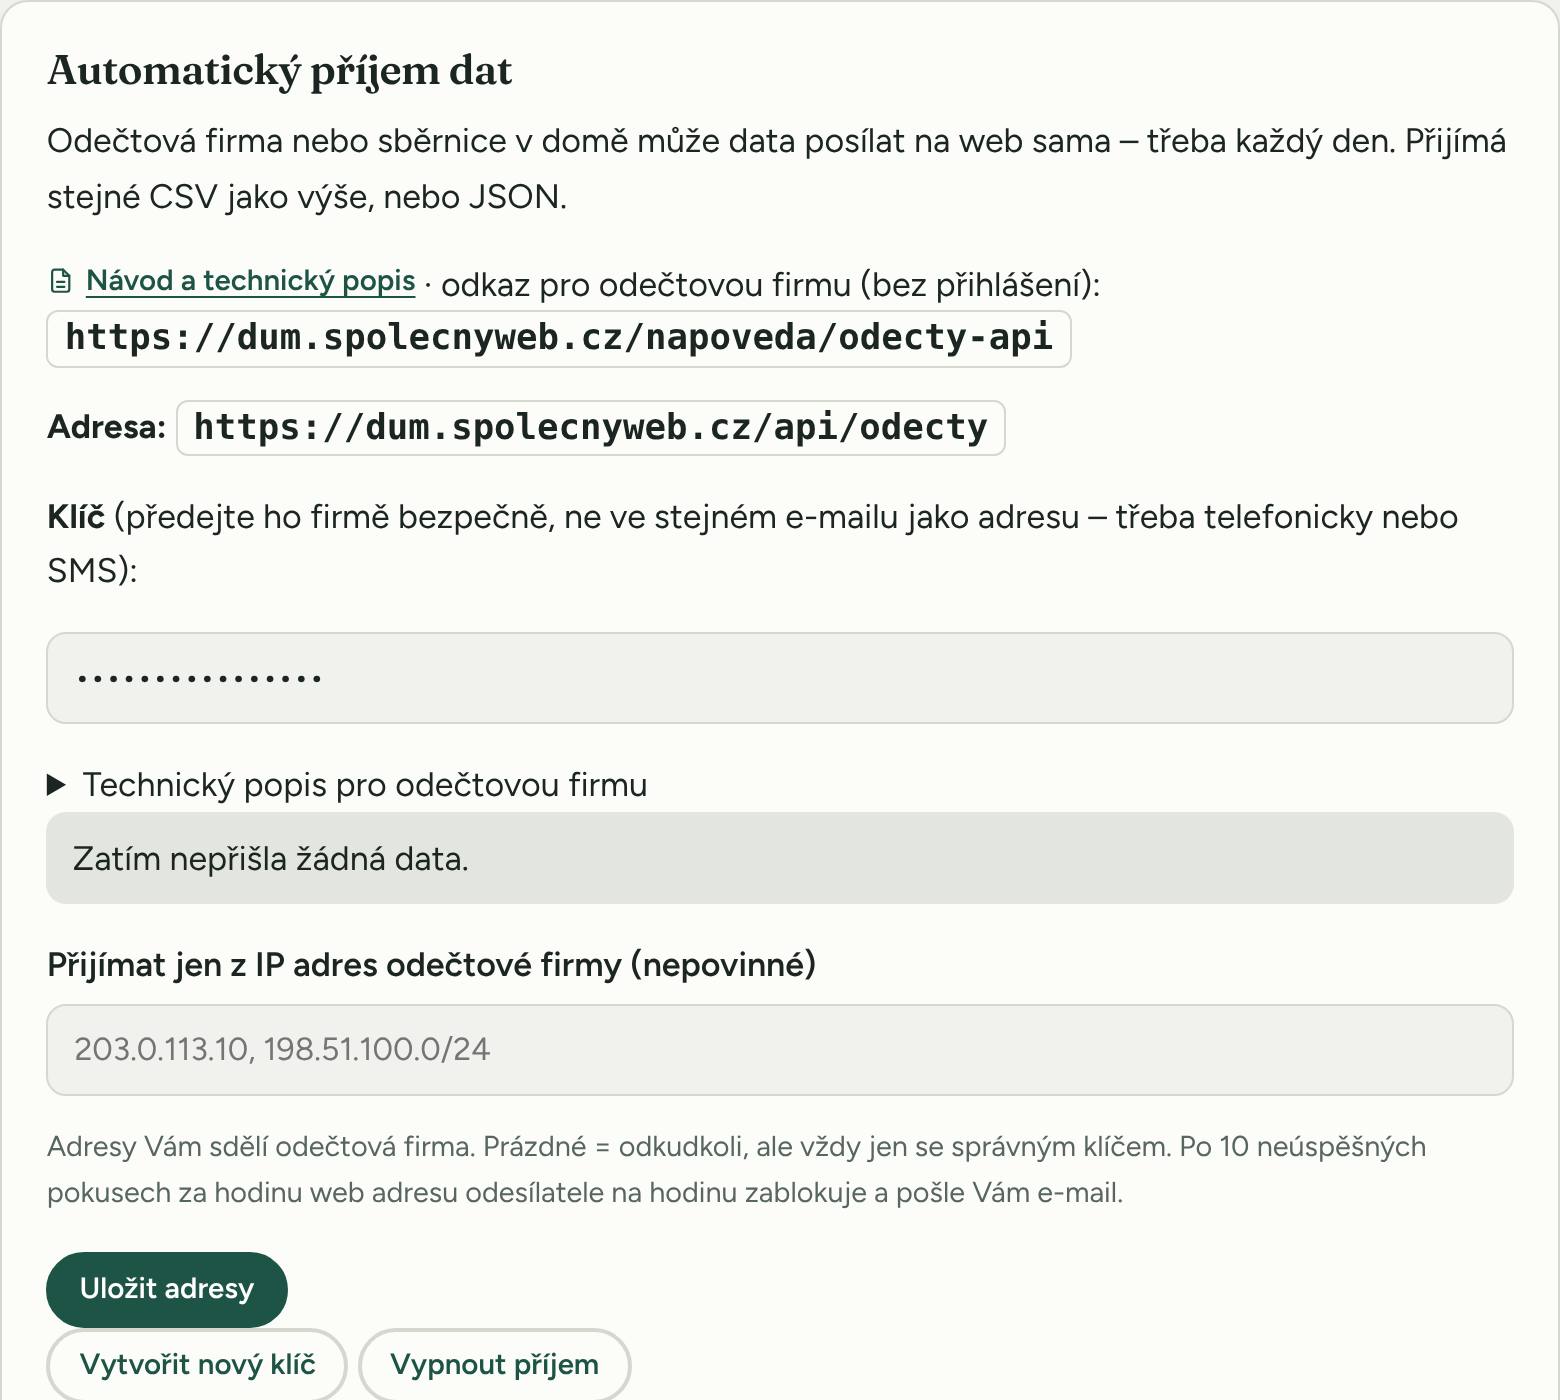 Automatický příjem dat
Odečtová firma nebo sběrnice v domě může data posílat na web sama – třeba každý den. Přijímá
stejné CSV jako výše, nebo JSON.
Návod a technický popis · odkaz pro odečtovou firmu (bez přihlášení):
https://dum.spolecnyweb.cz/napoveda/odecty-api
Adresa: https://dum.spolecnyweb.cz/api/odecty
Klíč (předejte ho firmě bezpečně, ne ve stejném e-mailu jako adresu – třeba telefonicky nebo
SMS):
················
▶ Technický popis pro odečtovou firmu
Zatím nepřišla žádná data.
Přijímat jen z IP adres odečtové firmy (nepovinné)
203.0.113.10, 198.51.100.0/24
Adresy Vám sdělí odečtová firma. Prázdné = odkudkoli, ale vždy jen se správným klíčem. Po 10 neúspěšných
pokusech za hodinu web adresu odesílatele na hodinu zablokuje a pošle Vám e-mail.
Uložit adresy
Vytvořit nový klíč Vypnout příjem